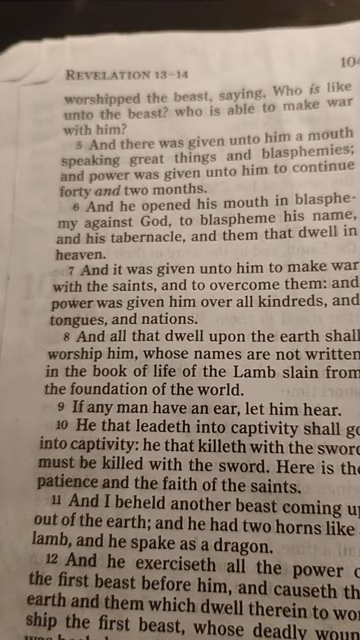 REVELATION 13–14
worshipped the beast, saying, Who is like
unto the beast? who is able to make war
with him?
5 And there was given unto him a mouth
speaking great things and blasphemies;
and power was given unto him to continue
forty and two months.
6 And he opened his mouth in blasphe-
my against God, to blaspheme his name,
and his tabernacle, and them that dwell in
heaven.
7 And it was given unto him to make war
with the saints, and to overcome them: and
power was given him over all kindreds, and
tongues, and nations.
8 And all that dwell upon the earth shall
worship him, whose names are not written
in the book of life of the Lamb slain from
the foundation of the world.
9 If any man have an ear, let him hear.
10 He that leadeth into captivity shall go
into captivity: he that killeth with the sword
must be killed with the sword. Here is the
patience and the faith of the saints.
11 And I beheld another beast coming up
out of the earth; and he had two horns like
lamb, and he spake as a dragon.
12 And he exerciseth all the power
the first beast before him, and causeth
earth and them which dwell therein to
ship the first beast, whose deadly